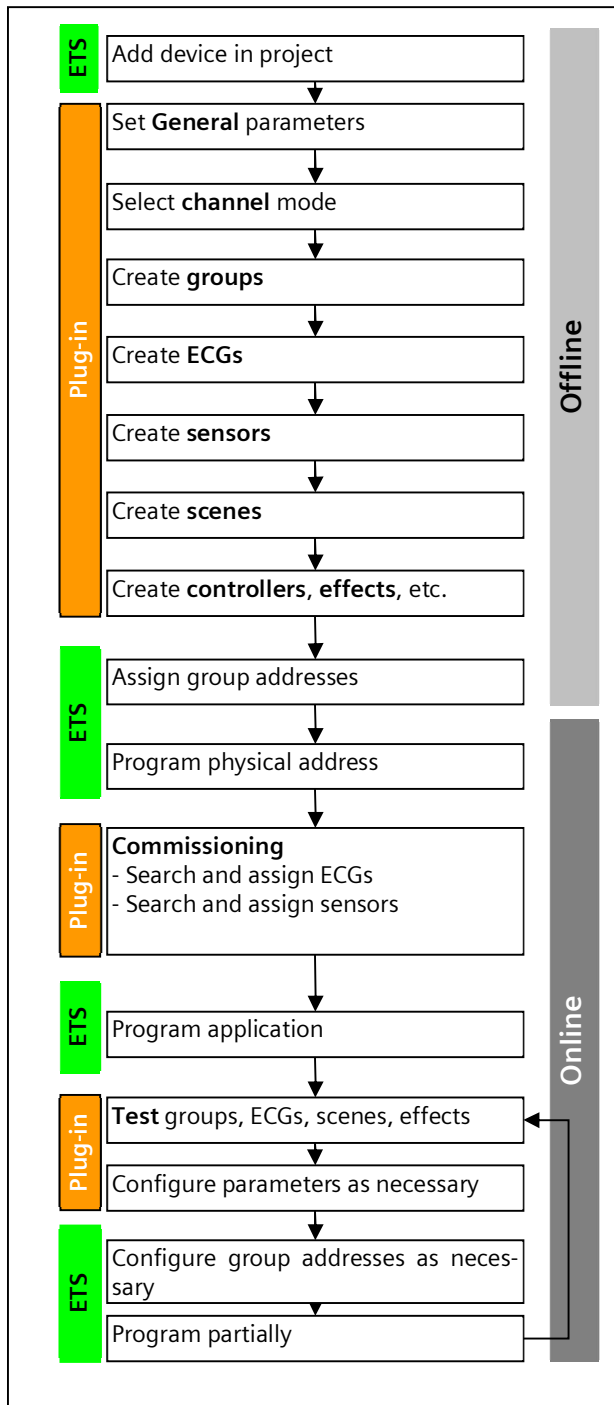 ETS
Add device in project
Plug-in
Set General parameters
Select channel mode
Create groups
Create ECGs
Create sensors
Create scenes
Create controllers, effects, etc.
Offline
ETS
Assign group addresses
Program physical address
Plug-in
Commissioning
- Search and assign ECGs
- Search and assign sensors
ETS
Program application
Online
Plug-in
Test groups, ECGs, scenes, effects
Configure parameters as necessary
ETS
Configure group addresses as neces-
sary
Program partially